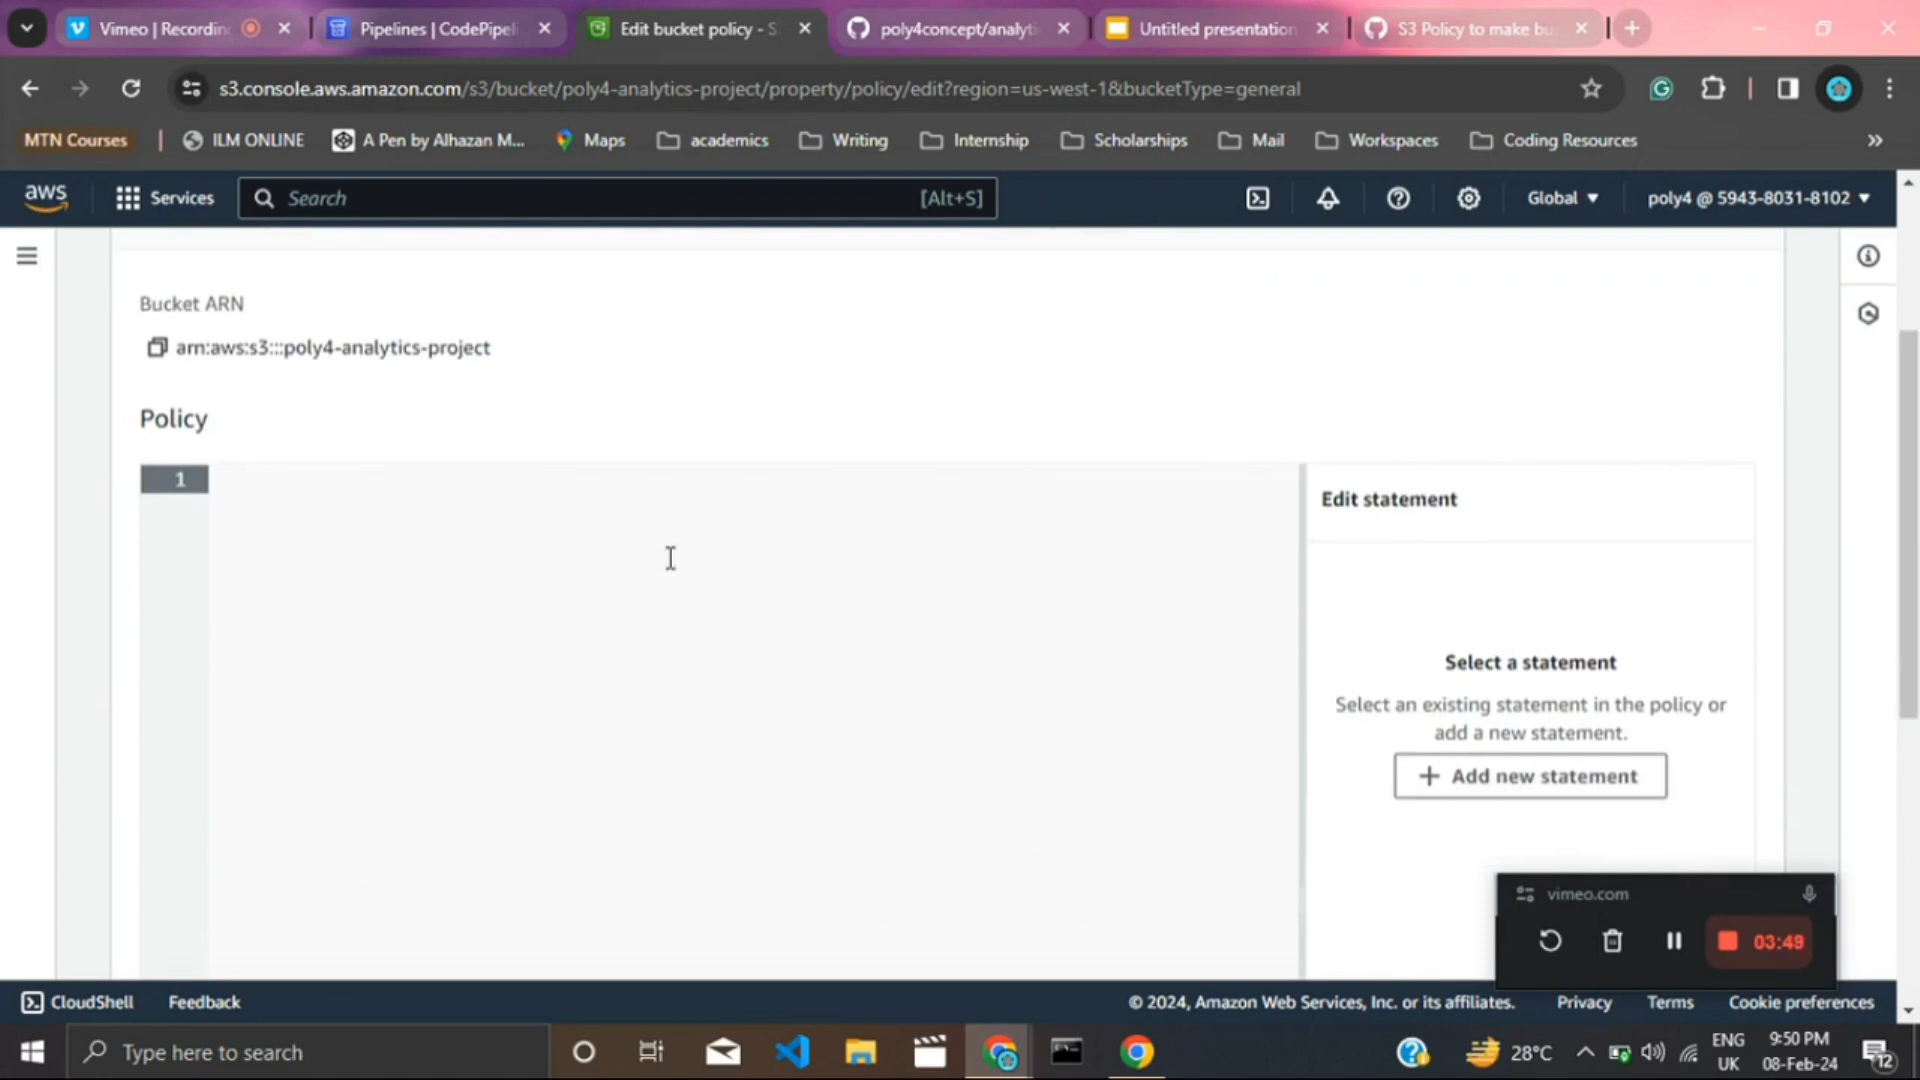 Vimeo | Recordin
Pipelines | CodePipeli
Edit bucket policy - S
poly4concept/analyti
Untitled presentation
S3 Policy to make bu
s3.console.aws.amazon.com/s3/bucket/poly4-analytics-project/property/policy/edit?region=us-west-1&bucketType=general
MTN Courses
ILM ONLINE
A Pen by Alhazan M...
Maps
academics
Writing
Internship
Scholarships
Mail
Workspaces
Coding Resources
aws
Services
Search
[Alt+S]
Global
poly4 @ 5943-8031-8102
Bucket ARN
arn:aws:s3:::poly4-analytics-project
Policy
1
Edit statement
Select a statement
Select an existing statement in the policy or
add a new statement.
+ Add new statement
vimeo.com
03:49
CloudShell
Feedback
© 2024, Amazon Web Services, Inc. or its affiliates.
Privacy
Terms
Cookie preferences
Type here to search
28°C
ENG
UK
9:50 PM
08-Feb-24
12